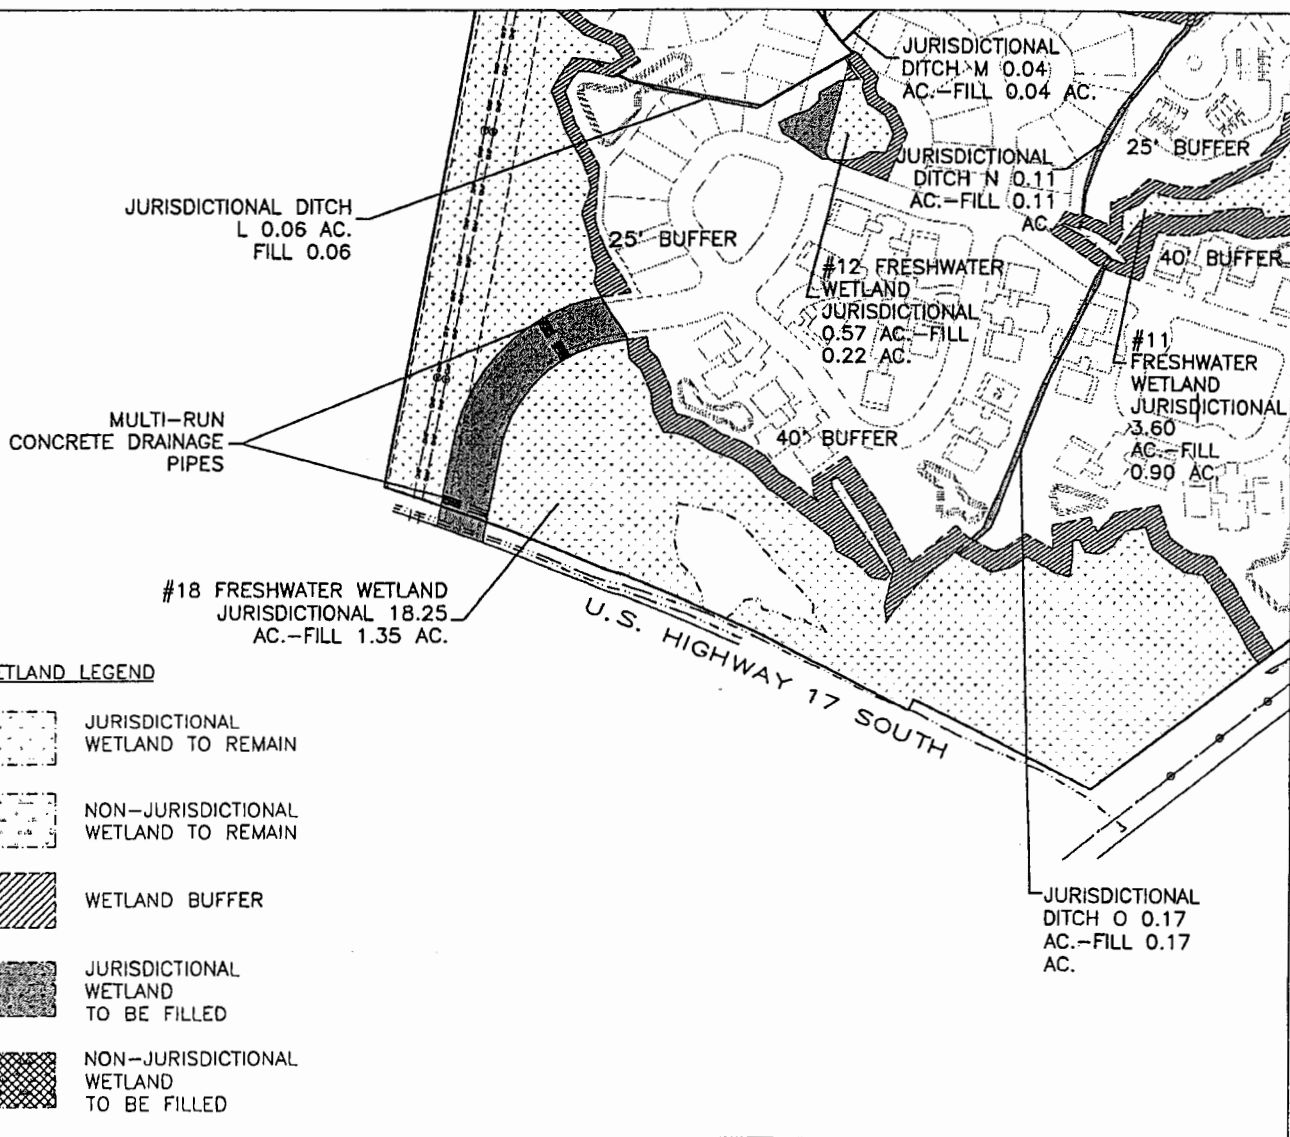 JURISDICTIONAL
DITCH M 0.04
AC.-FILL 0.04 AC.
25' BUFFER
JURISDICTIONAL
DITCH N 0.11
AC.-FILL 0.11
AC.
JURISDICTIONAL DITCH
L 0.06 AC.
FILL 0.06
25' BUFFER
40' BUFFER
#12 FRESHWATER
WETLAND
JURISDICTIONAL
0.57 AC.-FILL
0.22 AC.
#11
FRESHWATER
WETLAND
JURISDICTIONAL
3.60
AC.-FILL
0.90 AC
MULTI-RUN
CONCRETE DRAINAGE
PIPES
40' BUFFER
#18 FRESHWATER WETLAND
JURISDICTIONAL 18.25
AC.-FILL 1.35 AC.
U.S. HIGHWAY 17 SOUTH
ETLAND LEGEND
JURISDICTIONAL
WETLAND TO REMAIN
NON-JURISDICTIONAL
WETLAND TO REMAIN
WETLAND BUFFER
JURISDICTIONAL
WETLAND
TO BE FILLED
NON-JURISDICTIONAL
WETLAND
TO BE FILLED
JURISDICTIONAL
DITCH O 0.17
AC.-FILL 0.17
AC.